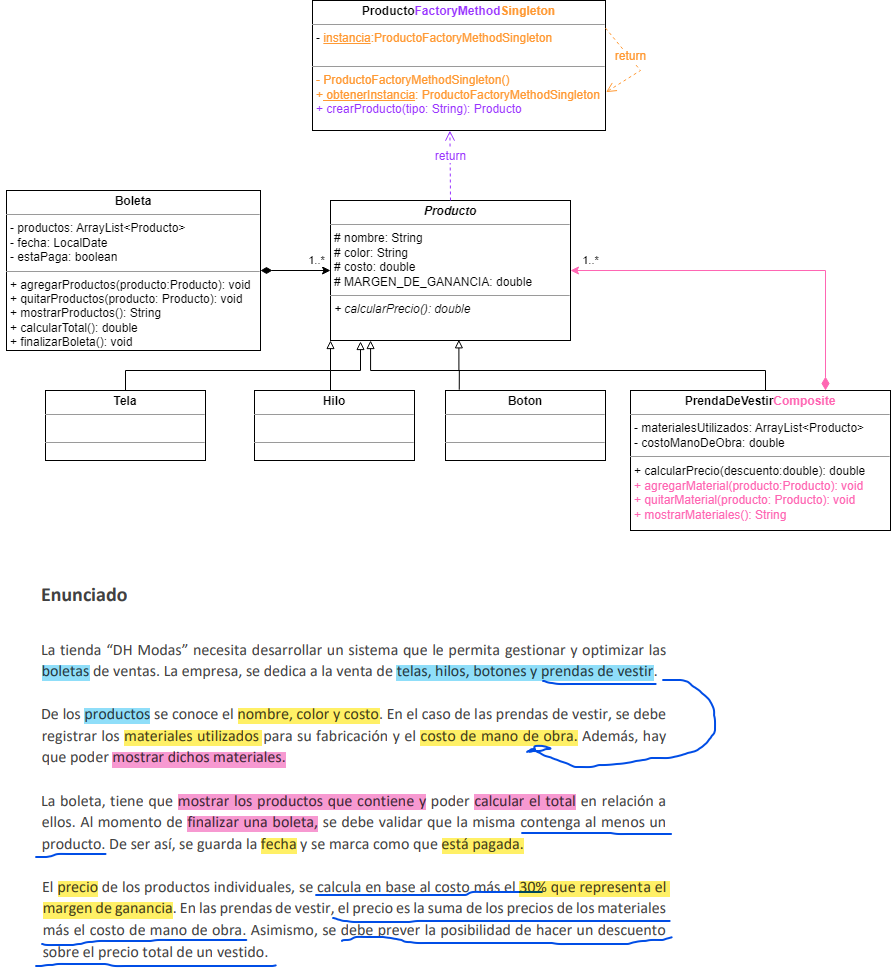 ProductoFactoryMethodSingleton
- instancia:ProductoFactoryMethodSingleton
return
- ProductoFactoryMethodSingleton()
+ obtenerInstancia: ProductoFactoryMethodSingleton
+ crearProducto(tipo: String): Producto
return
Boleta
- productos: ArrayList<Producto>
- fecha: LocalDate
- estaPaga: boolean
+ agregarProductos(producto:Producto): void
+ quitarProductos(producto: Producto): void
+ mostrarProductos(): String
+ calcularTotal(): double
+ finalizarBoleta(): void
1..*
Producto
# nombre: String
# color: String
# costo: double
# MARGEN_DE_GANANCIA: double
+ calcularPrecio(): double
1..*
Tela
Hilo
Boton
PrendaDeVestirComposite
- materialesUtilizados: ArrayList<Producto>
- costoManoDeObra: double
+ calcularPrecio(descuento:double): double
+ agregarMaterial(producto:Producto): void
+ quitarMaterial(producto: Producto): void
+ mostrarMateriales(): String
Enunciado
La tienda “DH Modas” necesita desarrollar un sistema que le permita gestionar y optimizar las
boletas de ventas. La empresa, se dedica a la venta de telas, hilos, botones y prendas de vestir.
De los productos se conoce el nombre, color y costo. En el caso de las prendas de vestir, se debe
registrar los materiales utilizados para su fabricación y el costo de mano de obra. Además, hay
que poder mostrar dichos materiales.
La boleta, tiene que mostrar los productos que contiene y poder calcular el total en relación a
ellos. Al momento de finalizar una boleta, se debe validar que la misma contenga al menos un
producto. De ser así, se guarda la fecha y se marca como que está pagada.
El precio de los productos individuales, se calcula en base al costo más el 30% que representa el
margen de ganancia. En las prendas de vestir, el precio es la suma de los precios de los materiales
más el costo de mano de obra. Asimismo, se debe prever la posibilidad de hacer un descuento
sobre el precio total de un vestido.